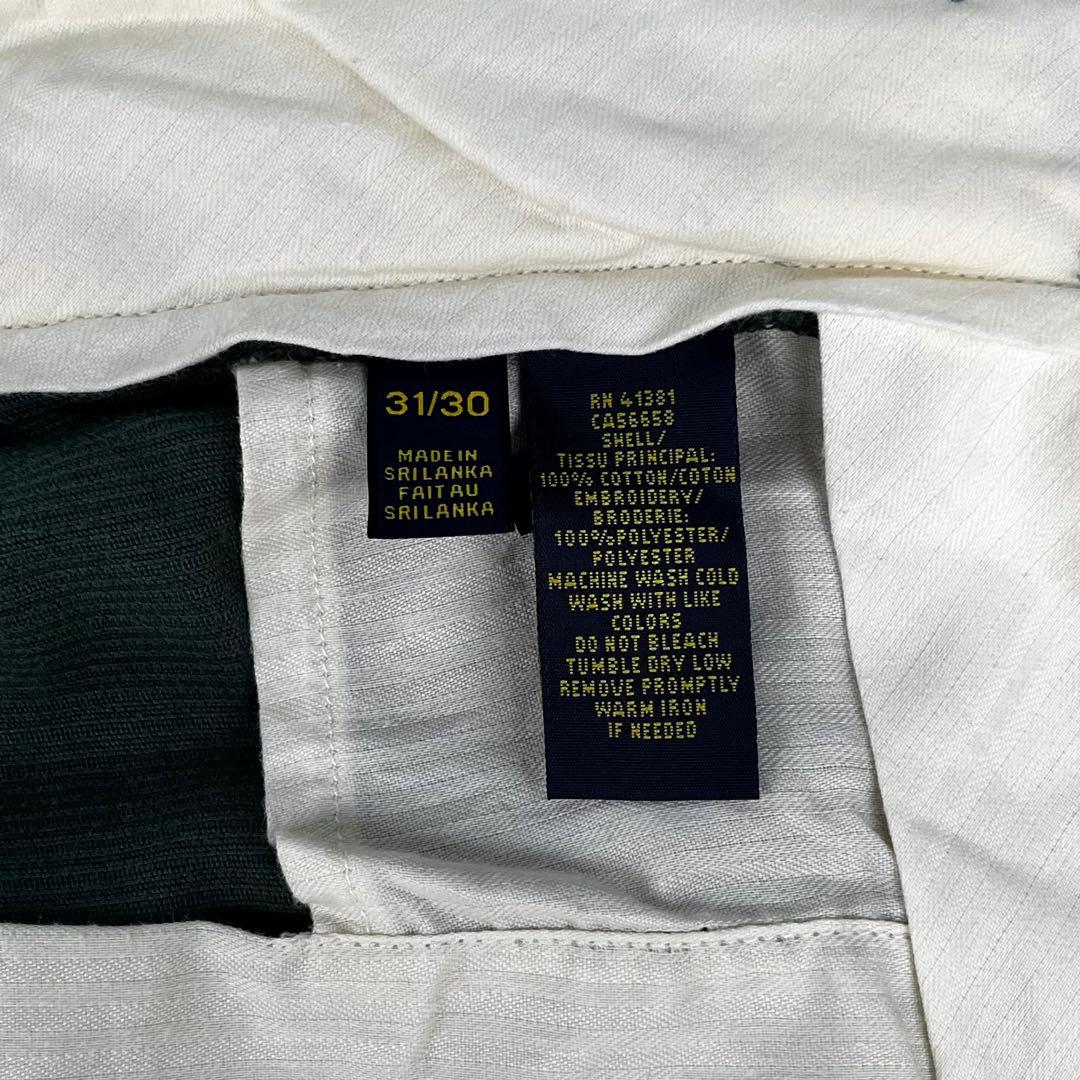 31/30
MADE IN
SRILANKA
FAIT AU
SRILANKA
RN 41381
CA56658
SHELL/
TISSU PRINCIPAL:
100% COTTON/COTON
EMBROIDERY/
BRODERIE:
100%POLYESTER/
POLYESTER
MACHINE WASH COLD
WASH WITH LIKE
COLORS
DO NOT BLEACH
TUMBLE DRY LOW
REMOVE PROMPTLY
WARM IRON
IF NEEDED